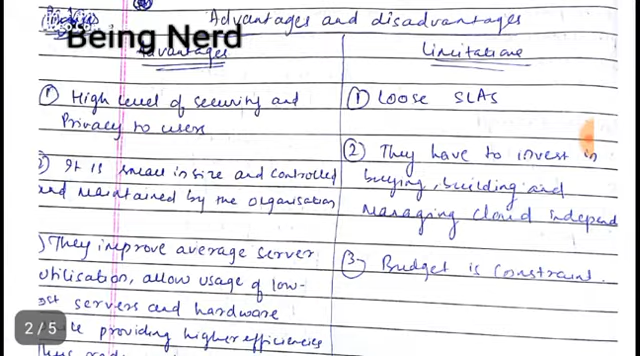 Advantages and disadvantages
Being Nerd
Advantages
① High level of security and
Privacy to users
2) It is small in size and controlled
and maintained by the organisation
) They improve average server
utilisation, allow usage of low-
ost servers and hardware
le providing higher efficiencies
Limitations
① Loose SLAS
② They have to invest in
buying, building and
Managing cloud independ
③ Budget is constraint.
2/5